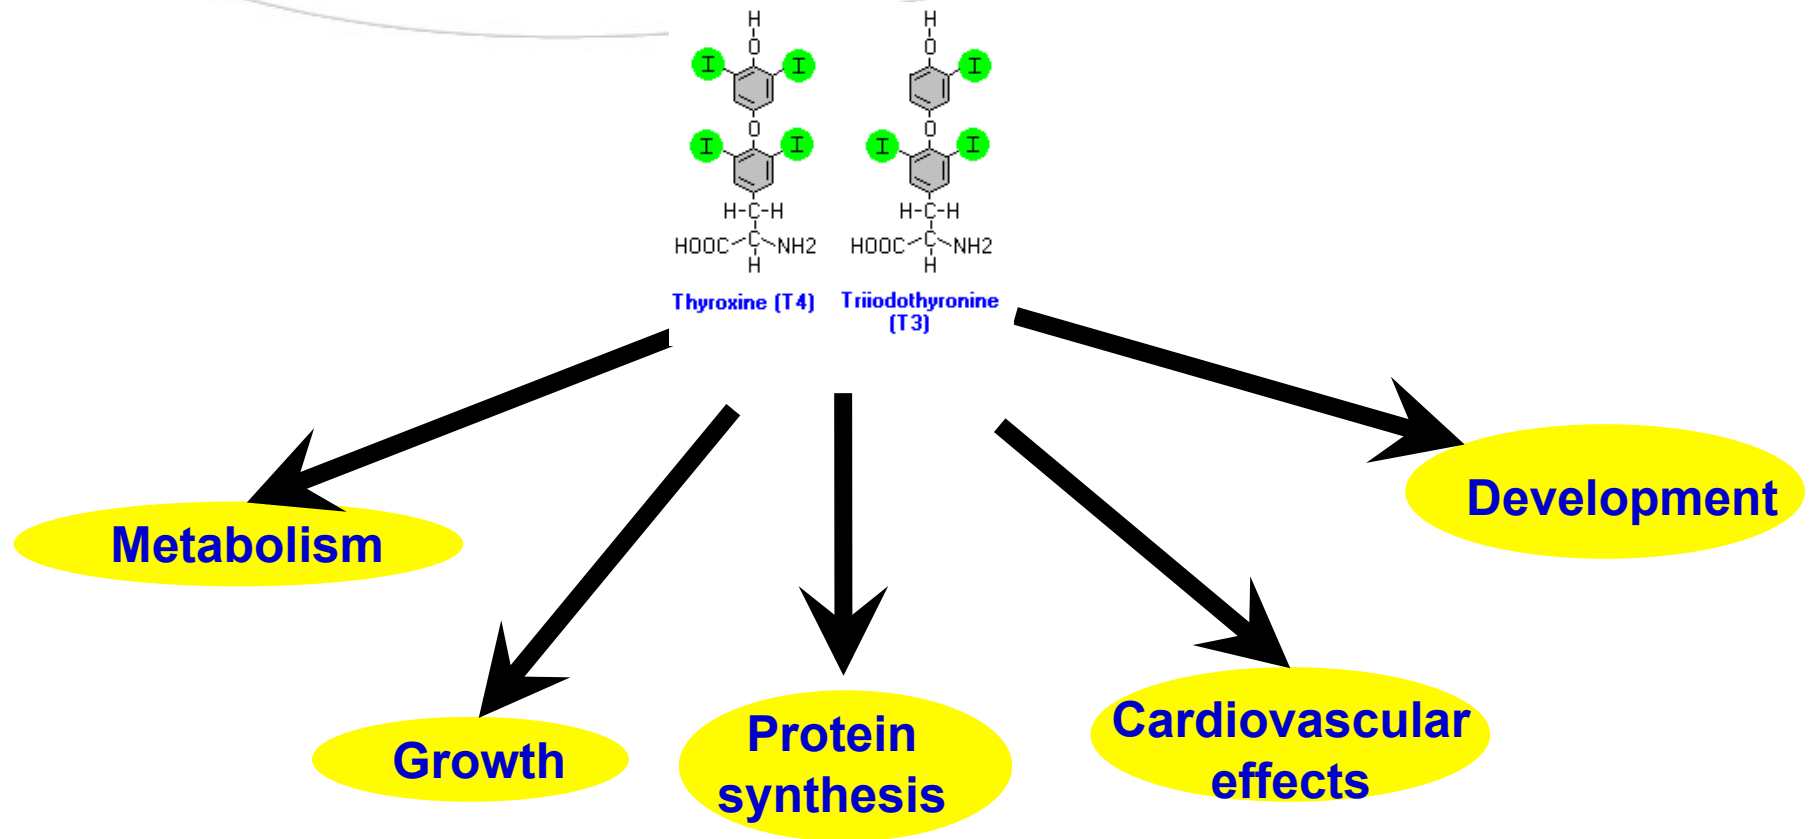 H H
O O
I I I
O O
I I I I
H-C-H H-C-H
HOOC C NH2 HOOC C NH2
H H
Thyroxine (T4) Triiodothyronine
(T3)
Metabolism
Development
Growth
Protein
synthesis
Cardiovascular
effects